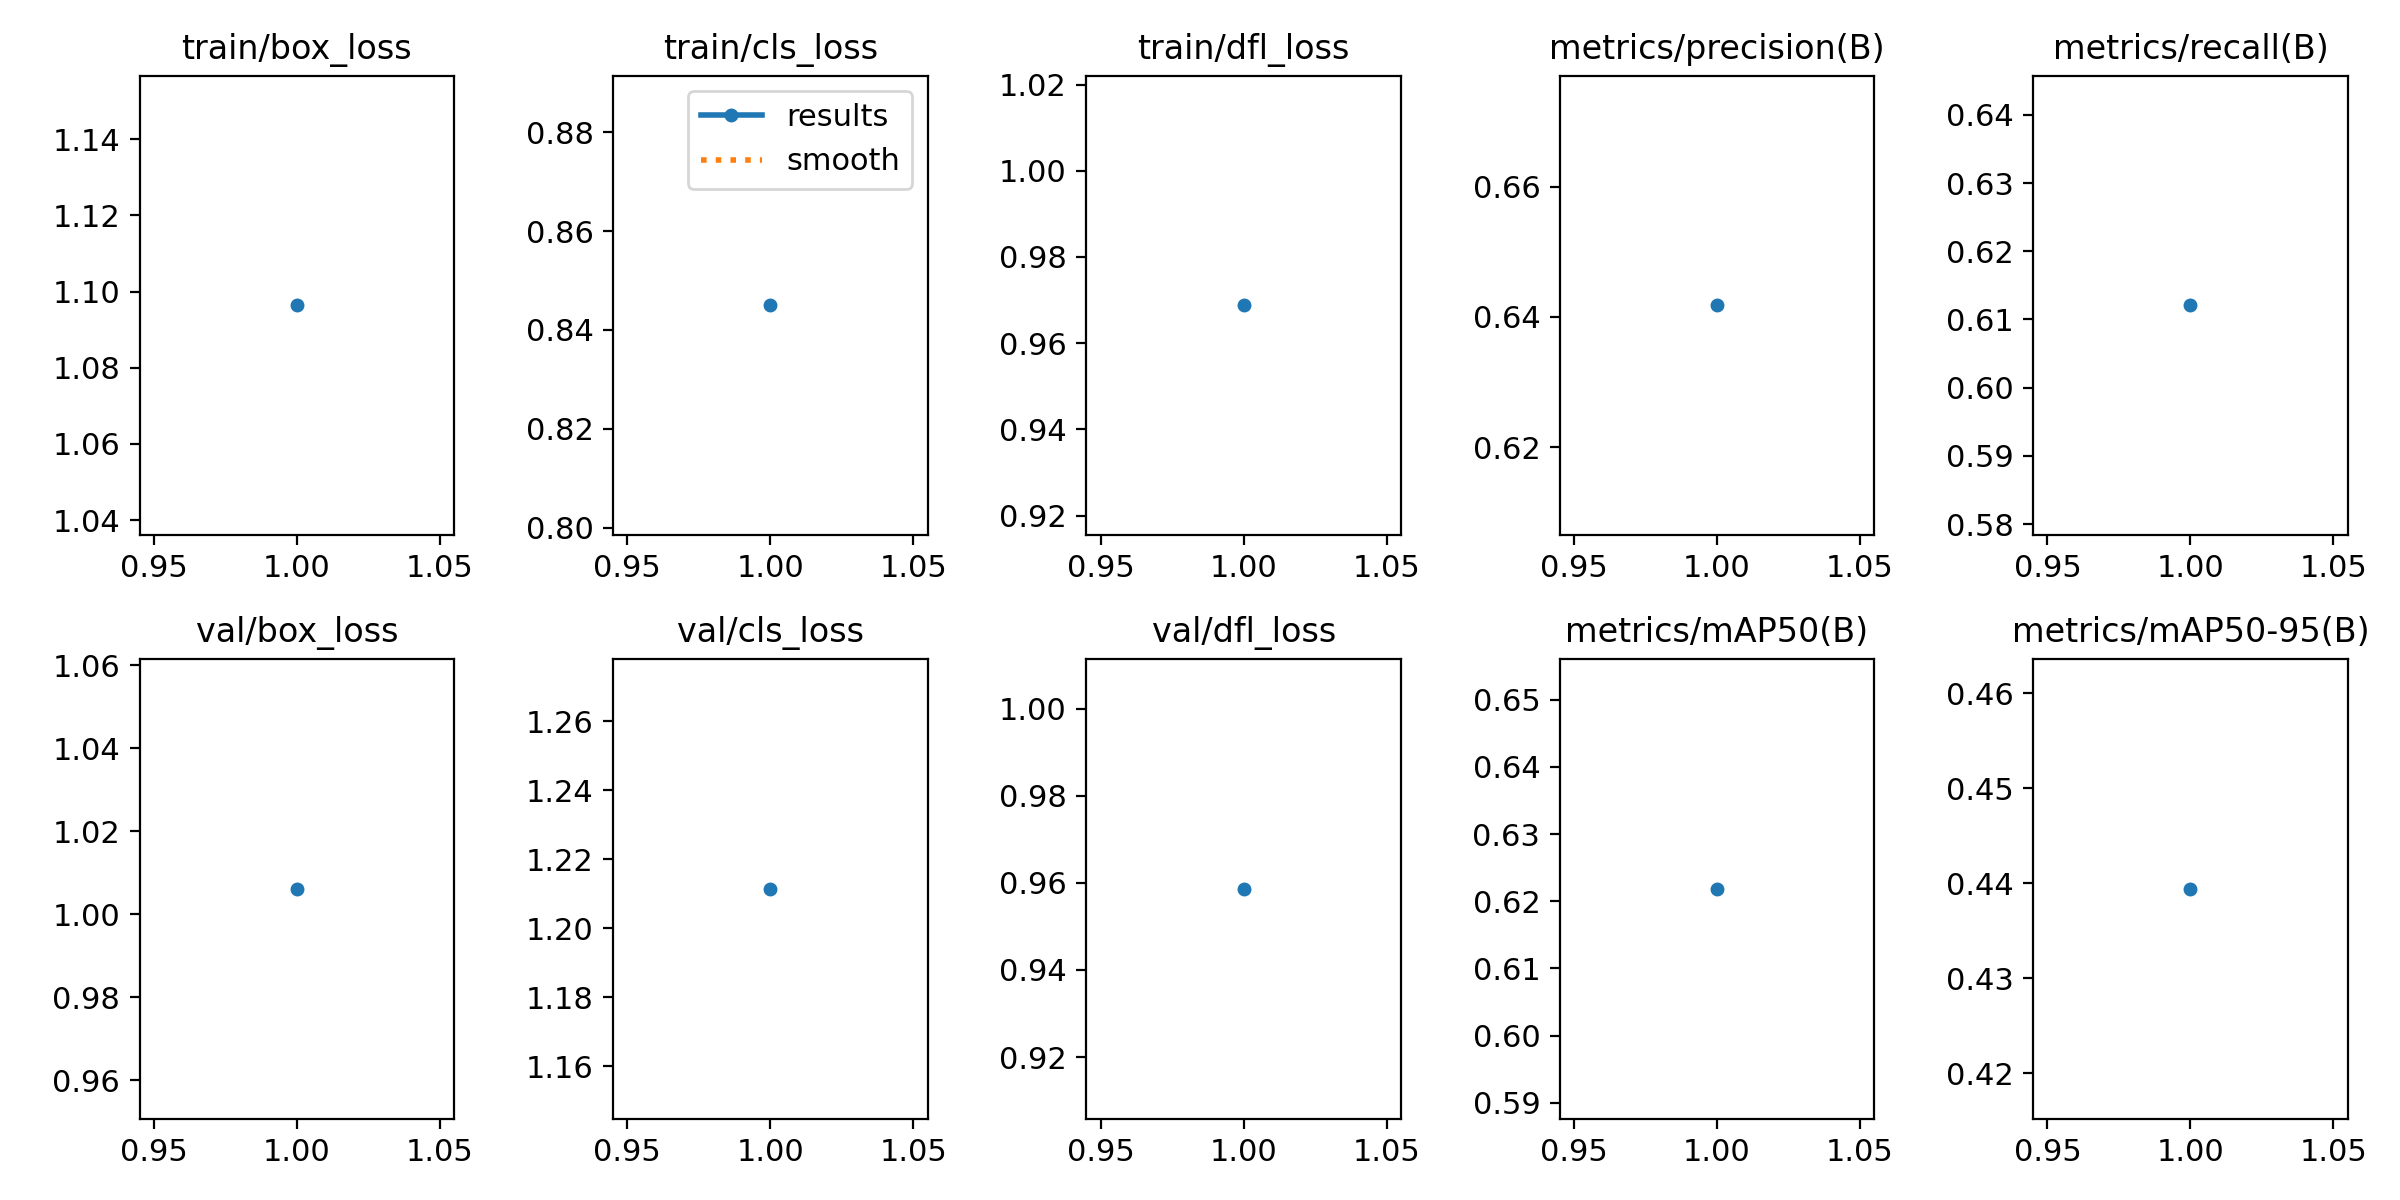 train/box_loss
1.14
1.12
1.10
1.08
1.06
1.04
0.95 1.00 1.05
train/cls_loss
results
smooth
0.88
0.86
0.84
0.82
0.80
0.95 1.00 1.05
train/dfl_loss
1.02
1.00
0.98
0.96
0.94
0.92
0.95 1.00 1.05
metrics/precision(B)
0.66
0.64
0.62
0.95 1.00 1.05
metrics/recall(B)
0.64
0.63
0.62
0.61
0.60
0.59
0.58
0.95 1.00 1.05
val/box_loss
1.06
1.04
1.02
1.00
0.98
0.96
0.95 1.00 1.05
val/cls_loss
1.26
1.24
1.22
1.20
1.18
1.16
0.95 1.00 1.05
val/dfl_loss
1.00
0.98
0.96
0.94
0.92
0.95 1.00 1.05
metrics/mAP50(B)
0.65
0.64
0.63
0.62
0.61
0.60
0.59
0.95 1.00 1.05
metrics/mAP50-95(B)
0.46
0.45
0.44
0.43
0.42
0.95 1.00 1.05